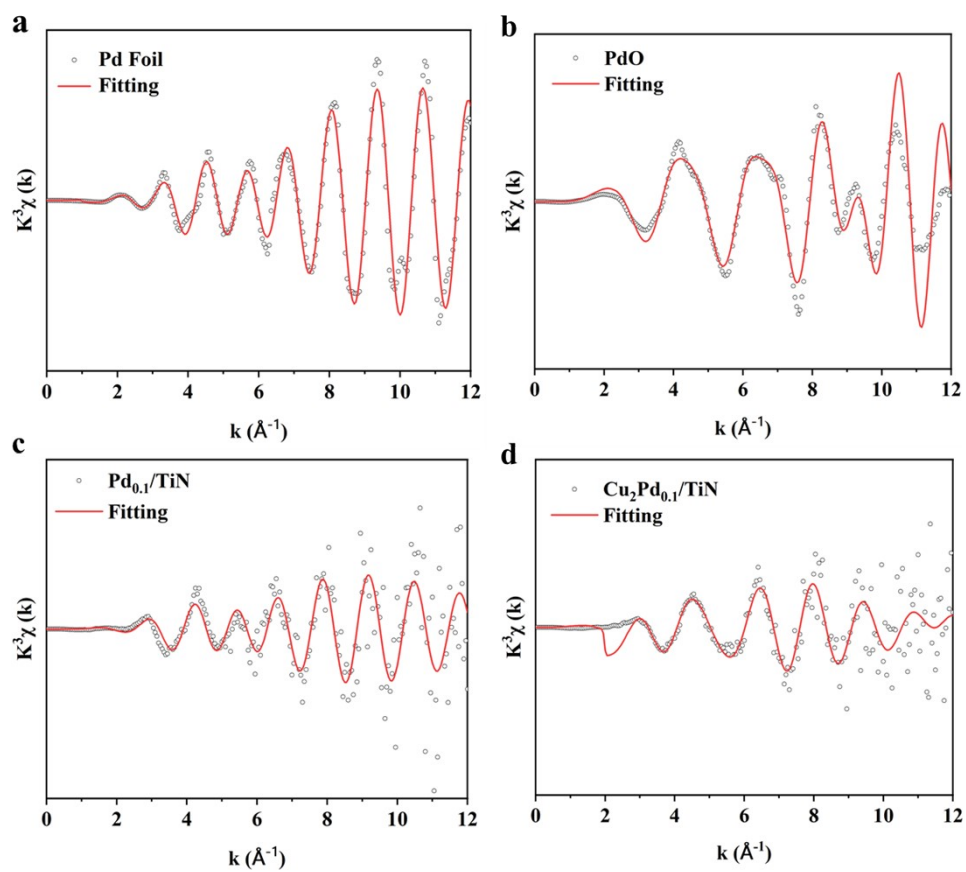 a
Pd Foil
Fitting
K³χ (k)
0 2 4 6 8 10 12
k (Å⁻¹)
b
PdO
Fitting
K³χ (k)
0 2 4 6 8 10 12
k (Å⁻¹)
c
Pd₀.₁/TiN
Fitting
K³χ (k)
0 2 4 6 8 10 12
k (Å⁻¹)
d
Cu₂Pd₀.₁/TiN
Fitting
K³χ (k)
0 2 4 6 8 10 12
k (Å⁻¹)